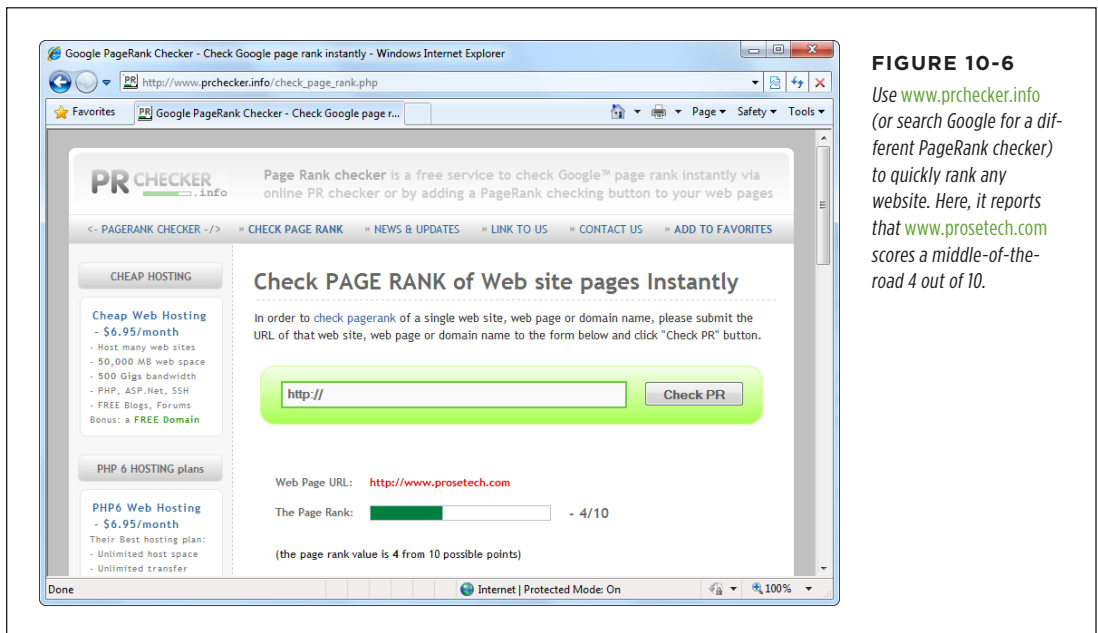 Google PageRank Checker - Check Google page rank instantly - Windows Internet Explorer
http://www.prchecker.info/check_page_rank.php
Favorites
Google PageRank Checker - Check Google page r...
Page
Safety
Tools
PR CHECKER
.info
Page Rank checker is a free service to check Google™ page rank instantly via
online PR checker or by adding a PageRank checking button to your web pages
<- PAGERANK CHECKER -/>
» CHECK PAGE RANK
» NEWS & UPDATES
» LINK TO US
» CONTACT US
» ADD TO FAVORITES
CHEAP HOSTING
Cheap Web Hosting
- $6.95/month
- Host many web sites
- 50,000 MB web space
- 500 Gigs bandwidth
- PHP, ASP.Net, SSH
- FREE Blogs, Forums
Bonus: a FREE Domain
PHP 6 HOSTING plans
PHP6 Web Hosting
- $6.95/month
Their Best hosting plan:
- Unlimited host space
- Unlimited transfer
Check PAGE RANK of Web site pages Instantly
In order to check pagerank of a single web site, web page or domain name, please submit the
URL of that web site, web page or domain name to the form below and click "Check PR" button.
http://
Check PR
Web Page URL: http://www.prosetech.com
The Page Rank: - 4/10
(the page rank value is 4 from 10 possible points)
Done
Internet | Protected Mode: On
100%
FIGURE 10-6
Use www.prchecker.info
(or search Google for a dif-
ferent PageRank checker)
to quickly rank any
website. Here, it reports
that www.prosetech.com
scores a middle-of-the-
road 4 out of 10.